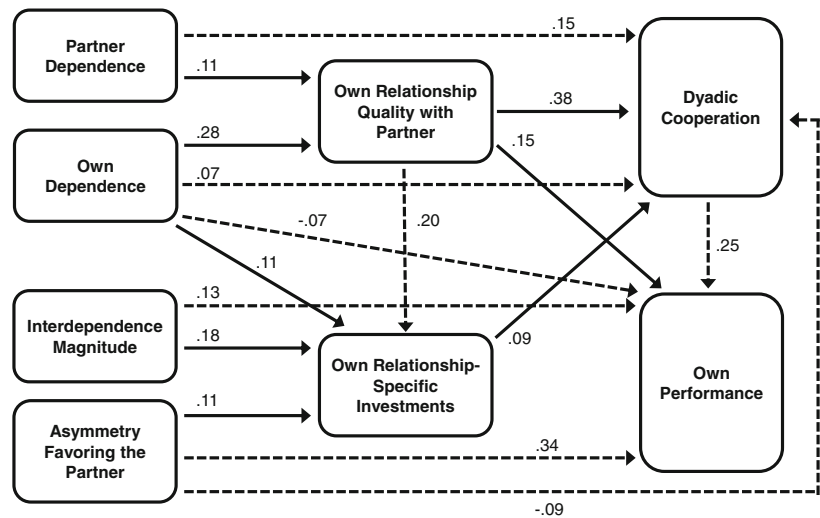 Partner
Dependence
.15
.11
Own Relationship
Quality with
Partner
.38
Dyadic
Cooperation
Own
Dependence
.28
.07
.15
-.07
.20
.25
.11
Interdependence
Magnitude
.13
.18
Own Relationship-
Specific
Investments
.09
Own
Performance
Asymmetry
Favoring the
Partner
.11
.34
-.09